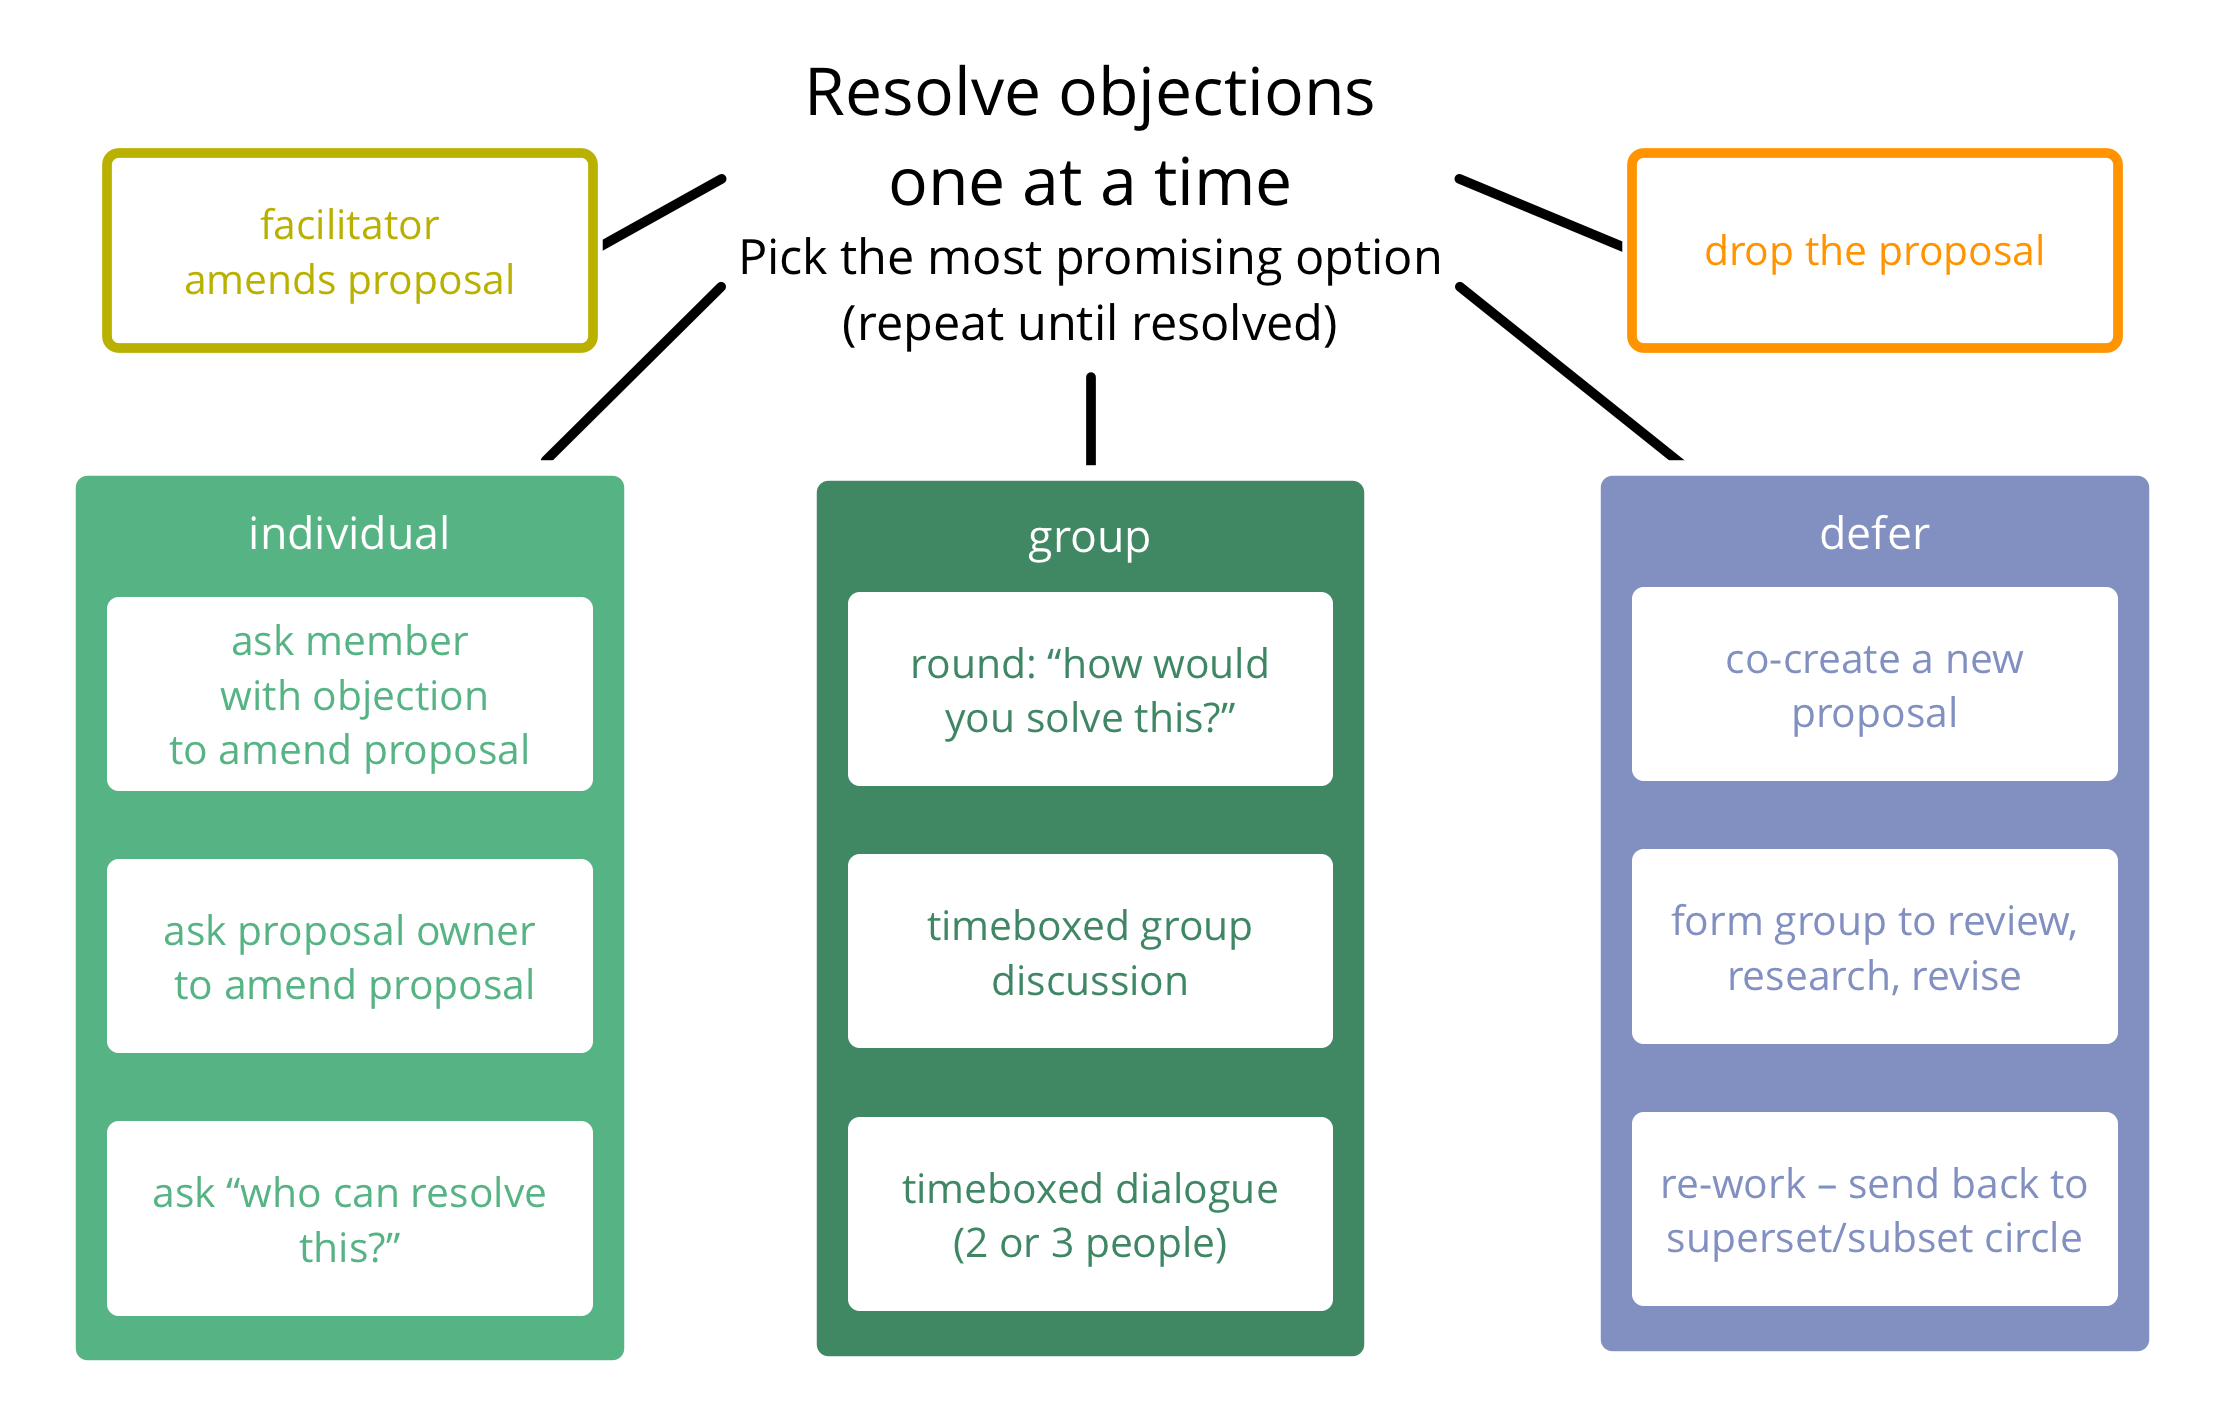 Resolve objections
one at a time
Pick the most promising option
(repeat until resolved)
facilitator
amends proposal
drop the proposal
individual
ask member
with objection
to amend proposal
ask proposal owner
to amend proposal
ask “who can resolve
this?”
group
round: “how would
you solve this?”
timeboxed group
discussion
timeboxed dialogue
(2 or 3 people)
defer
co-create a new
proposal
form group to review,
research, revise
re-work – send back to
superset/subset circle